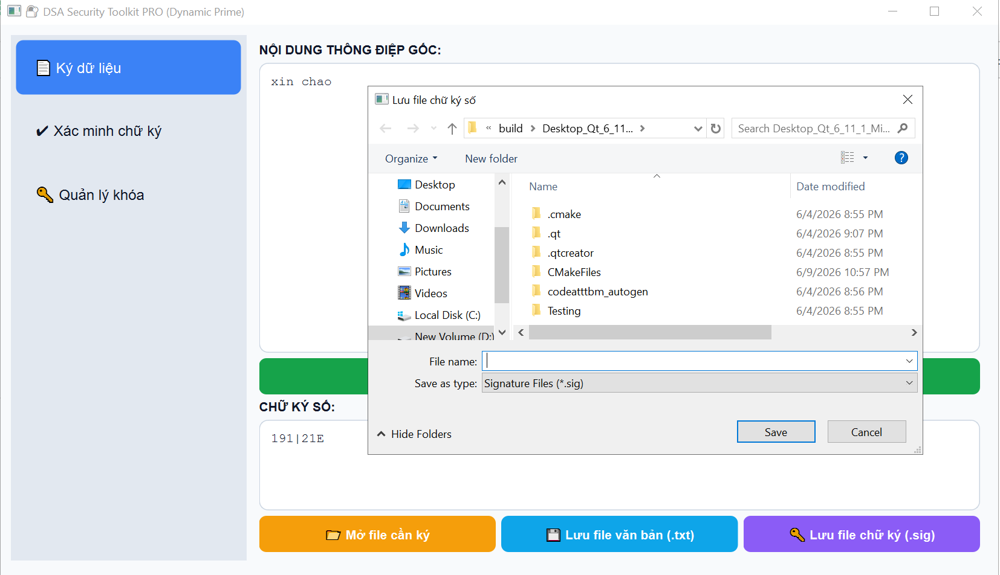 DSA Security Toolkit PRO (Dynamic Prime)
Ký dữ liệu
Xác minh chữ ký
Quản lý khóa
NỘI DUNG THÔNG ĐIỆP GỐC:
xin chao
Lưu file chữ ký số
« build > Desktop_Qt_6_11... >
Search Desktop_Qt_6_11_1_Mi...
Organize
New folder
Desktop
Documents
Downloads
Music
Pictures
Videos
Local Disk (C:)
New Volume (D:)
Name Date modified
.cmake 6/4/2026 8:55 PM
.qt 6/4/2026 9:07 PM
.qtcreator 6/4/2026 8:55 PM
CMakeFiles 6/9/2026 10:57 PM
codeatttbm_autogen 6/4/2026 8:56 PM
Testing 6/4/2026 8:55 PM
File name:
Save as type: Signature Files (*.sig)
Hide Folders
Save
Cancel
CHỮ KÝ SỐ:
191|21E
Mở file cần ký
Lưu file văn bản (.txt)
Lưu file chữ ký (.sig)